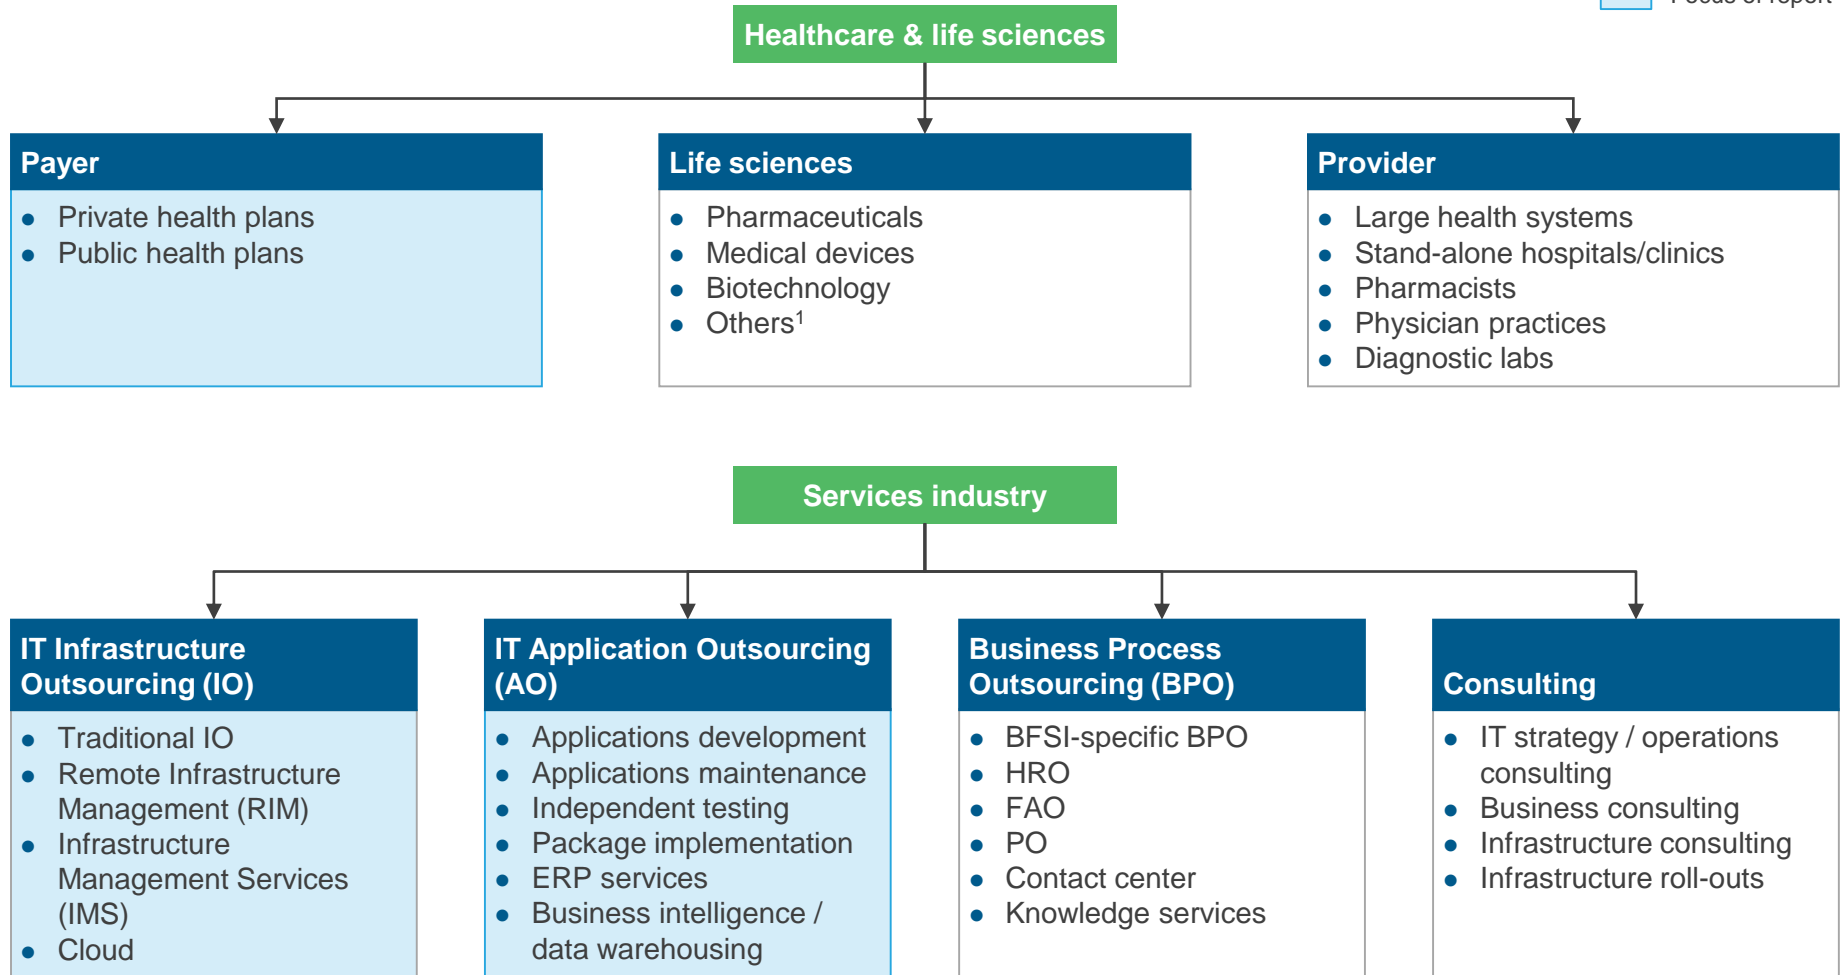 Focus of report
Healthcare & life sciences
Payer
Private health plans
Public health plans
Life sciences
Pharmaceuticals
Medical devices
Biotechnology
Others¹
Provider
Large health systems
Stand-alone hospitals/clinics
Pharmacists
Physician practices
Diagnostic labs
Services industry
IT Infrastructure
Outsourcing (IO)
Traditional IO
Remote Infrastructure
Management (RIM)
Infrastructure
Management Services
(IMS)
Cloud
IT Application Outsourcing
(AO)
Applications development
Applications maintenance
Independent testing
Package implementation
ERP services
Business intelligence /
data warehousing
Business Process
Outsourcing (BPO)
BFSI-specific BPO
HRO
FAO
PO
Contact center
Knowledge services
Consulting
IT strategy / operations
consulting
Business consulting
Infrastructure consulting
Infrastructure roll-outs